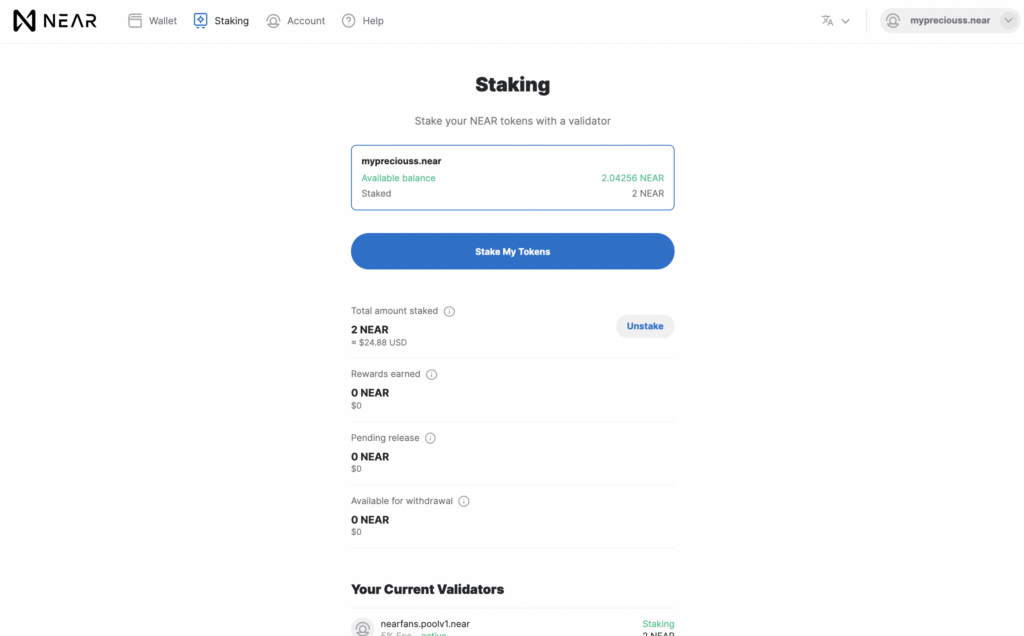 NEAR Wallet Staking Account Help mypreciouss.near
Staking
Stake your NEAR tokens with a validator
mypreciouss.near
Available balance 2.04256 NEAR
Staked 2 NEAR
Stake My Tokens
Total amount staked
2 NEAR
≈ $24.88 USD
Unstake
Rewards earned
0 NEAR
$0
Pending release
0 NEAR
$0
Available for withdrawal
0 NEAR
$0
Your Current Validators
nearfans.poolv1.near Staking
5% Fee - active 2 NEAR